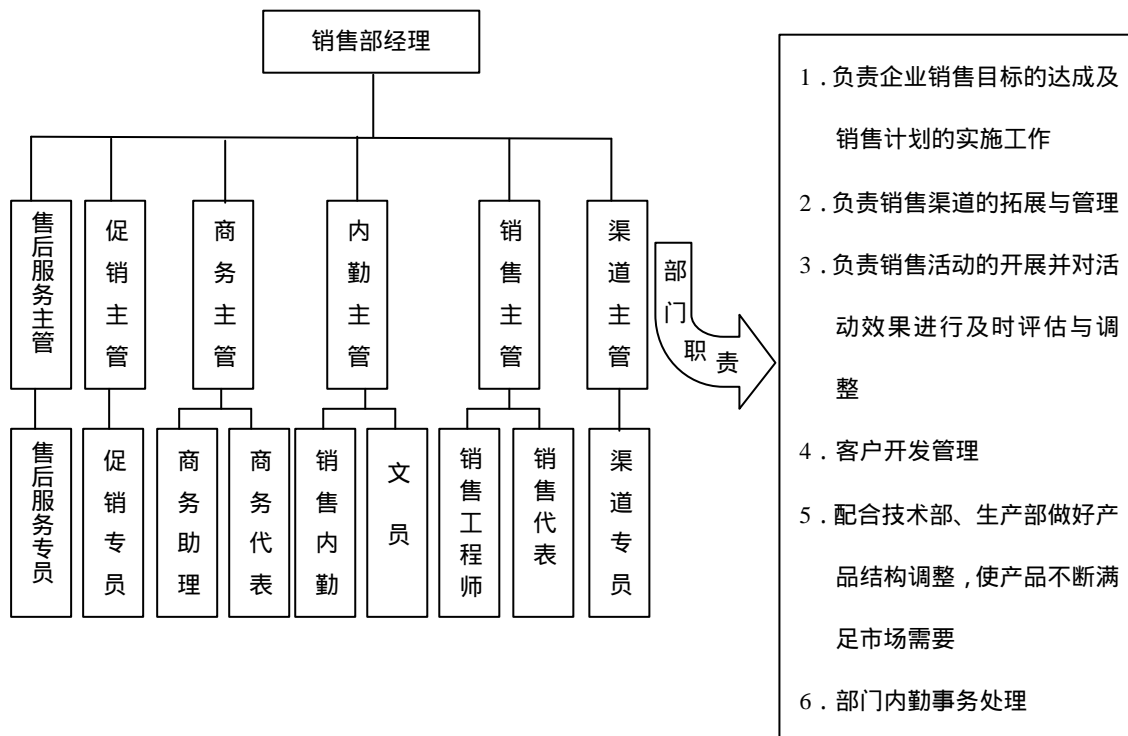 销售部经理
售后服务主管
促销主管
商务主管
内勤主管
销售主管
渠道主管
售后服务专员
促销专员
商务助理
商务代表
销售内勤
文员
销售工程师
销售代表
渠道专员
部门职责
1．负责企业销售目标的达成及
销售计划的实施工作
2．负责销售渠道的拓展与管理
3．负责销售活动的开展并对活
动效果进行及时评估与调
整
4．客户开发管理
5．配合技术部、生产部做好产
品结构调整，使产品不断满
足市场需要
6．部门内勤事务处理